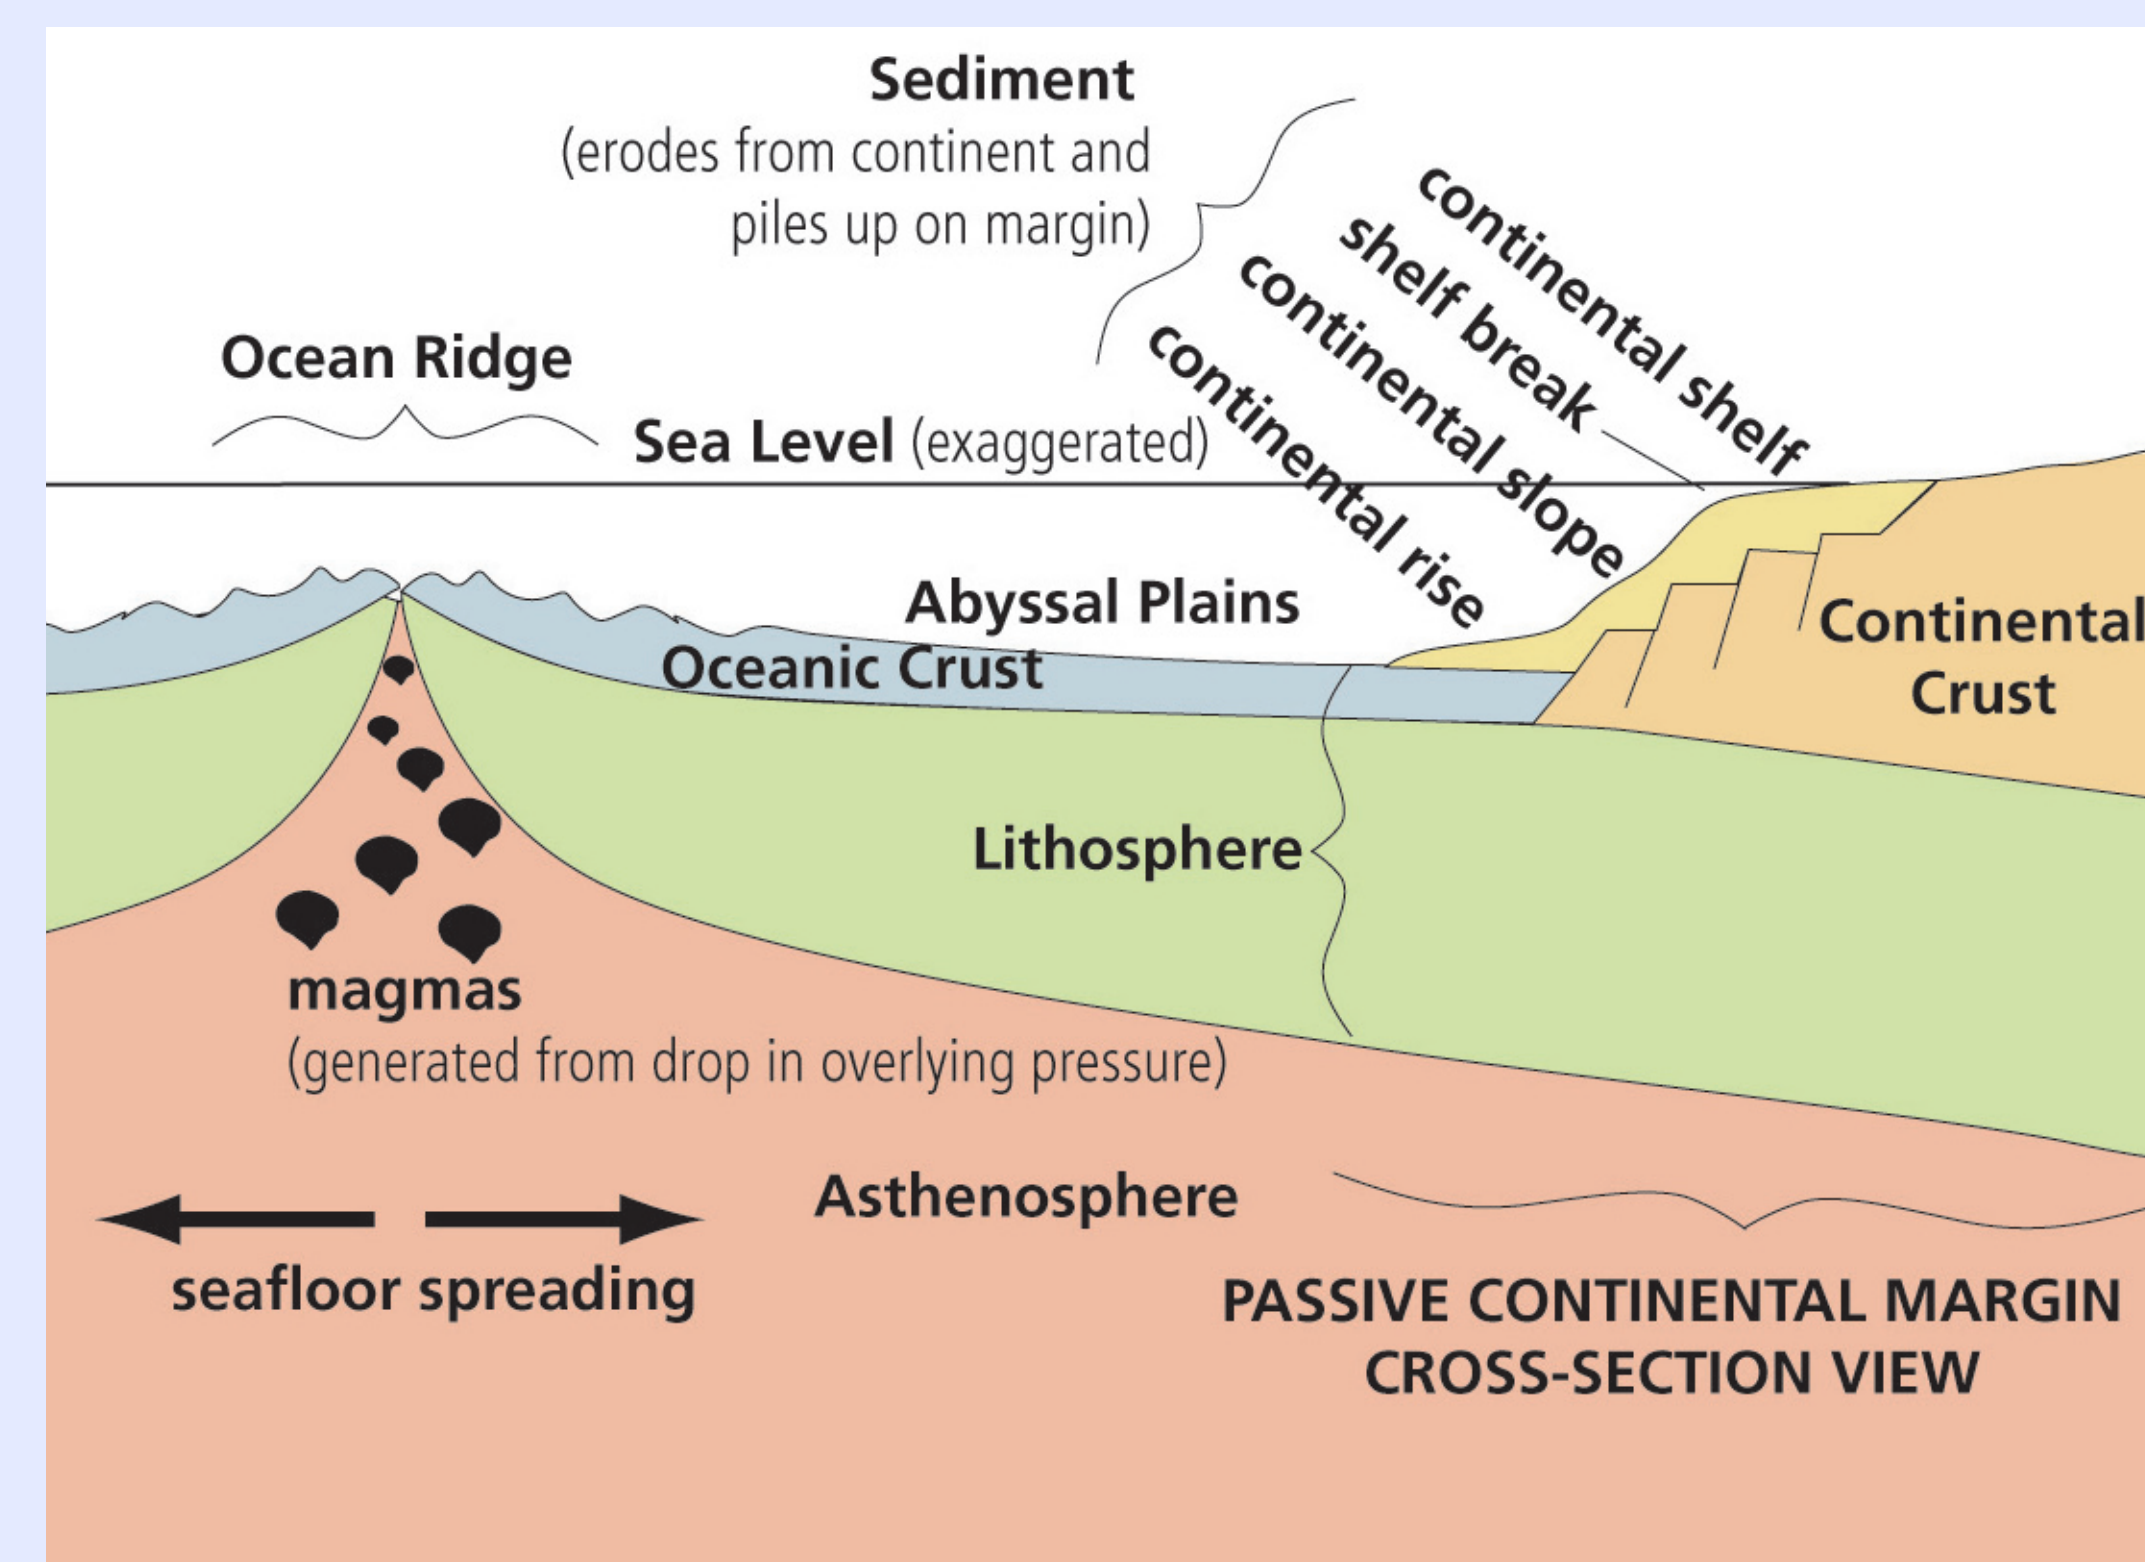 Sediment
(erodes from continent and
piles up on margin)
continental shelf
shelf break
continental slope
continental rise
Ocean Ridge
Sea Level (exaggerated)
Abyssal Plains
Oceanic Crust
Continental
Crust
Lithosphere
magmas
(generated from drop in overlying pressure)
Asthenosphere
seafloor spreading
PASSIVE CONTINENTAL MARGIN
CROSS-SECTION VIEW